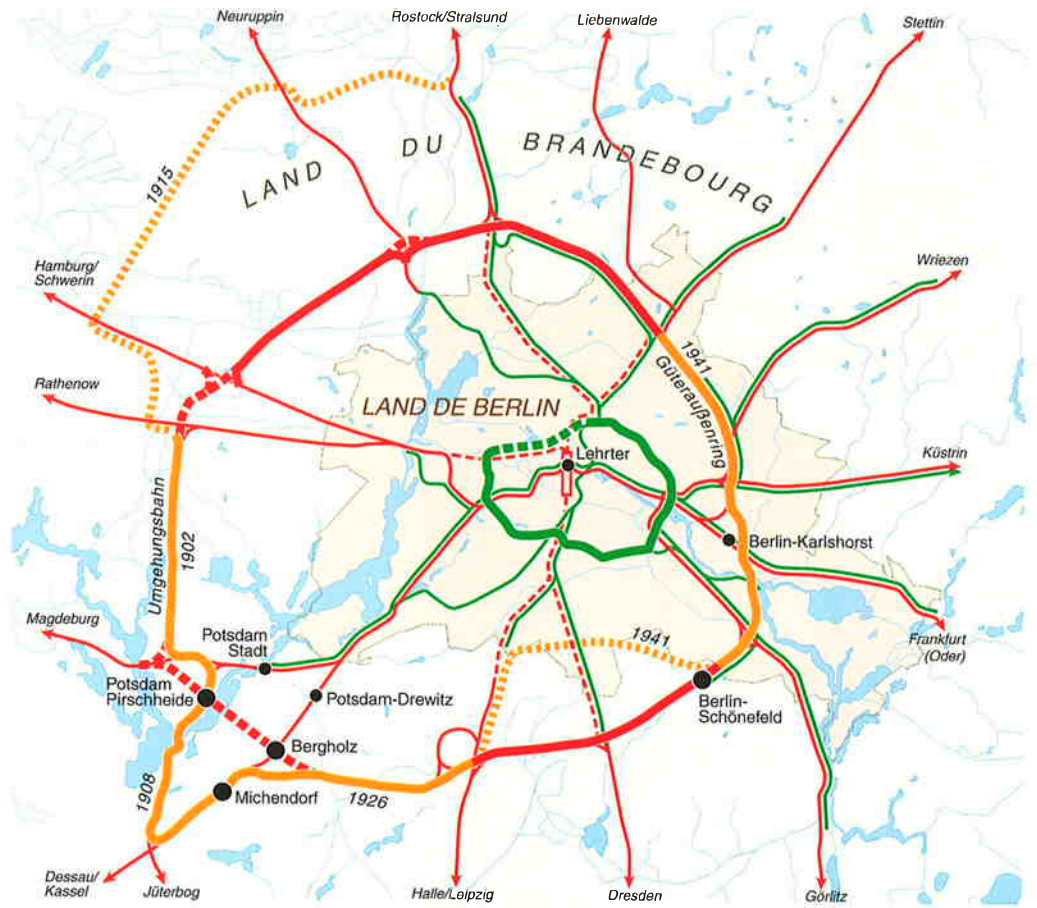 Neuruppin
Rostock/Stralsund
Liebenwalde
Stettin
LAND DU BRANDEBOURG
1915
Hamburg/
Schwerin
Wriezen
Rathenow
1941
Güteraußenring
LAND DE BERLIN
Lehrter
Küstrin
Umgehungsbahn
1902
Berlin-Karlshorst
Magdeburg
Potsdam
Stadt
1941
Frankfurt
(Oder)
Potsdam
Pirschheide
Potsdam-Drewitz
Berlin-
Schönefeld
Bergholz
1908
Michendorf
1926
Dessau/
Kassel
Jüterbog
Halle/Leipzig
Dresden
Görlitz